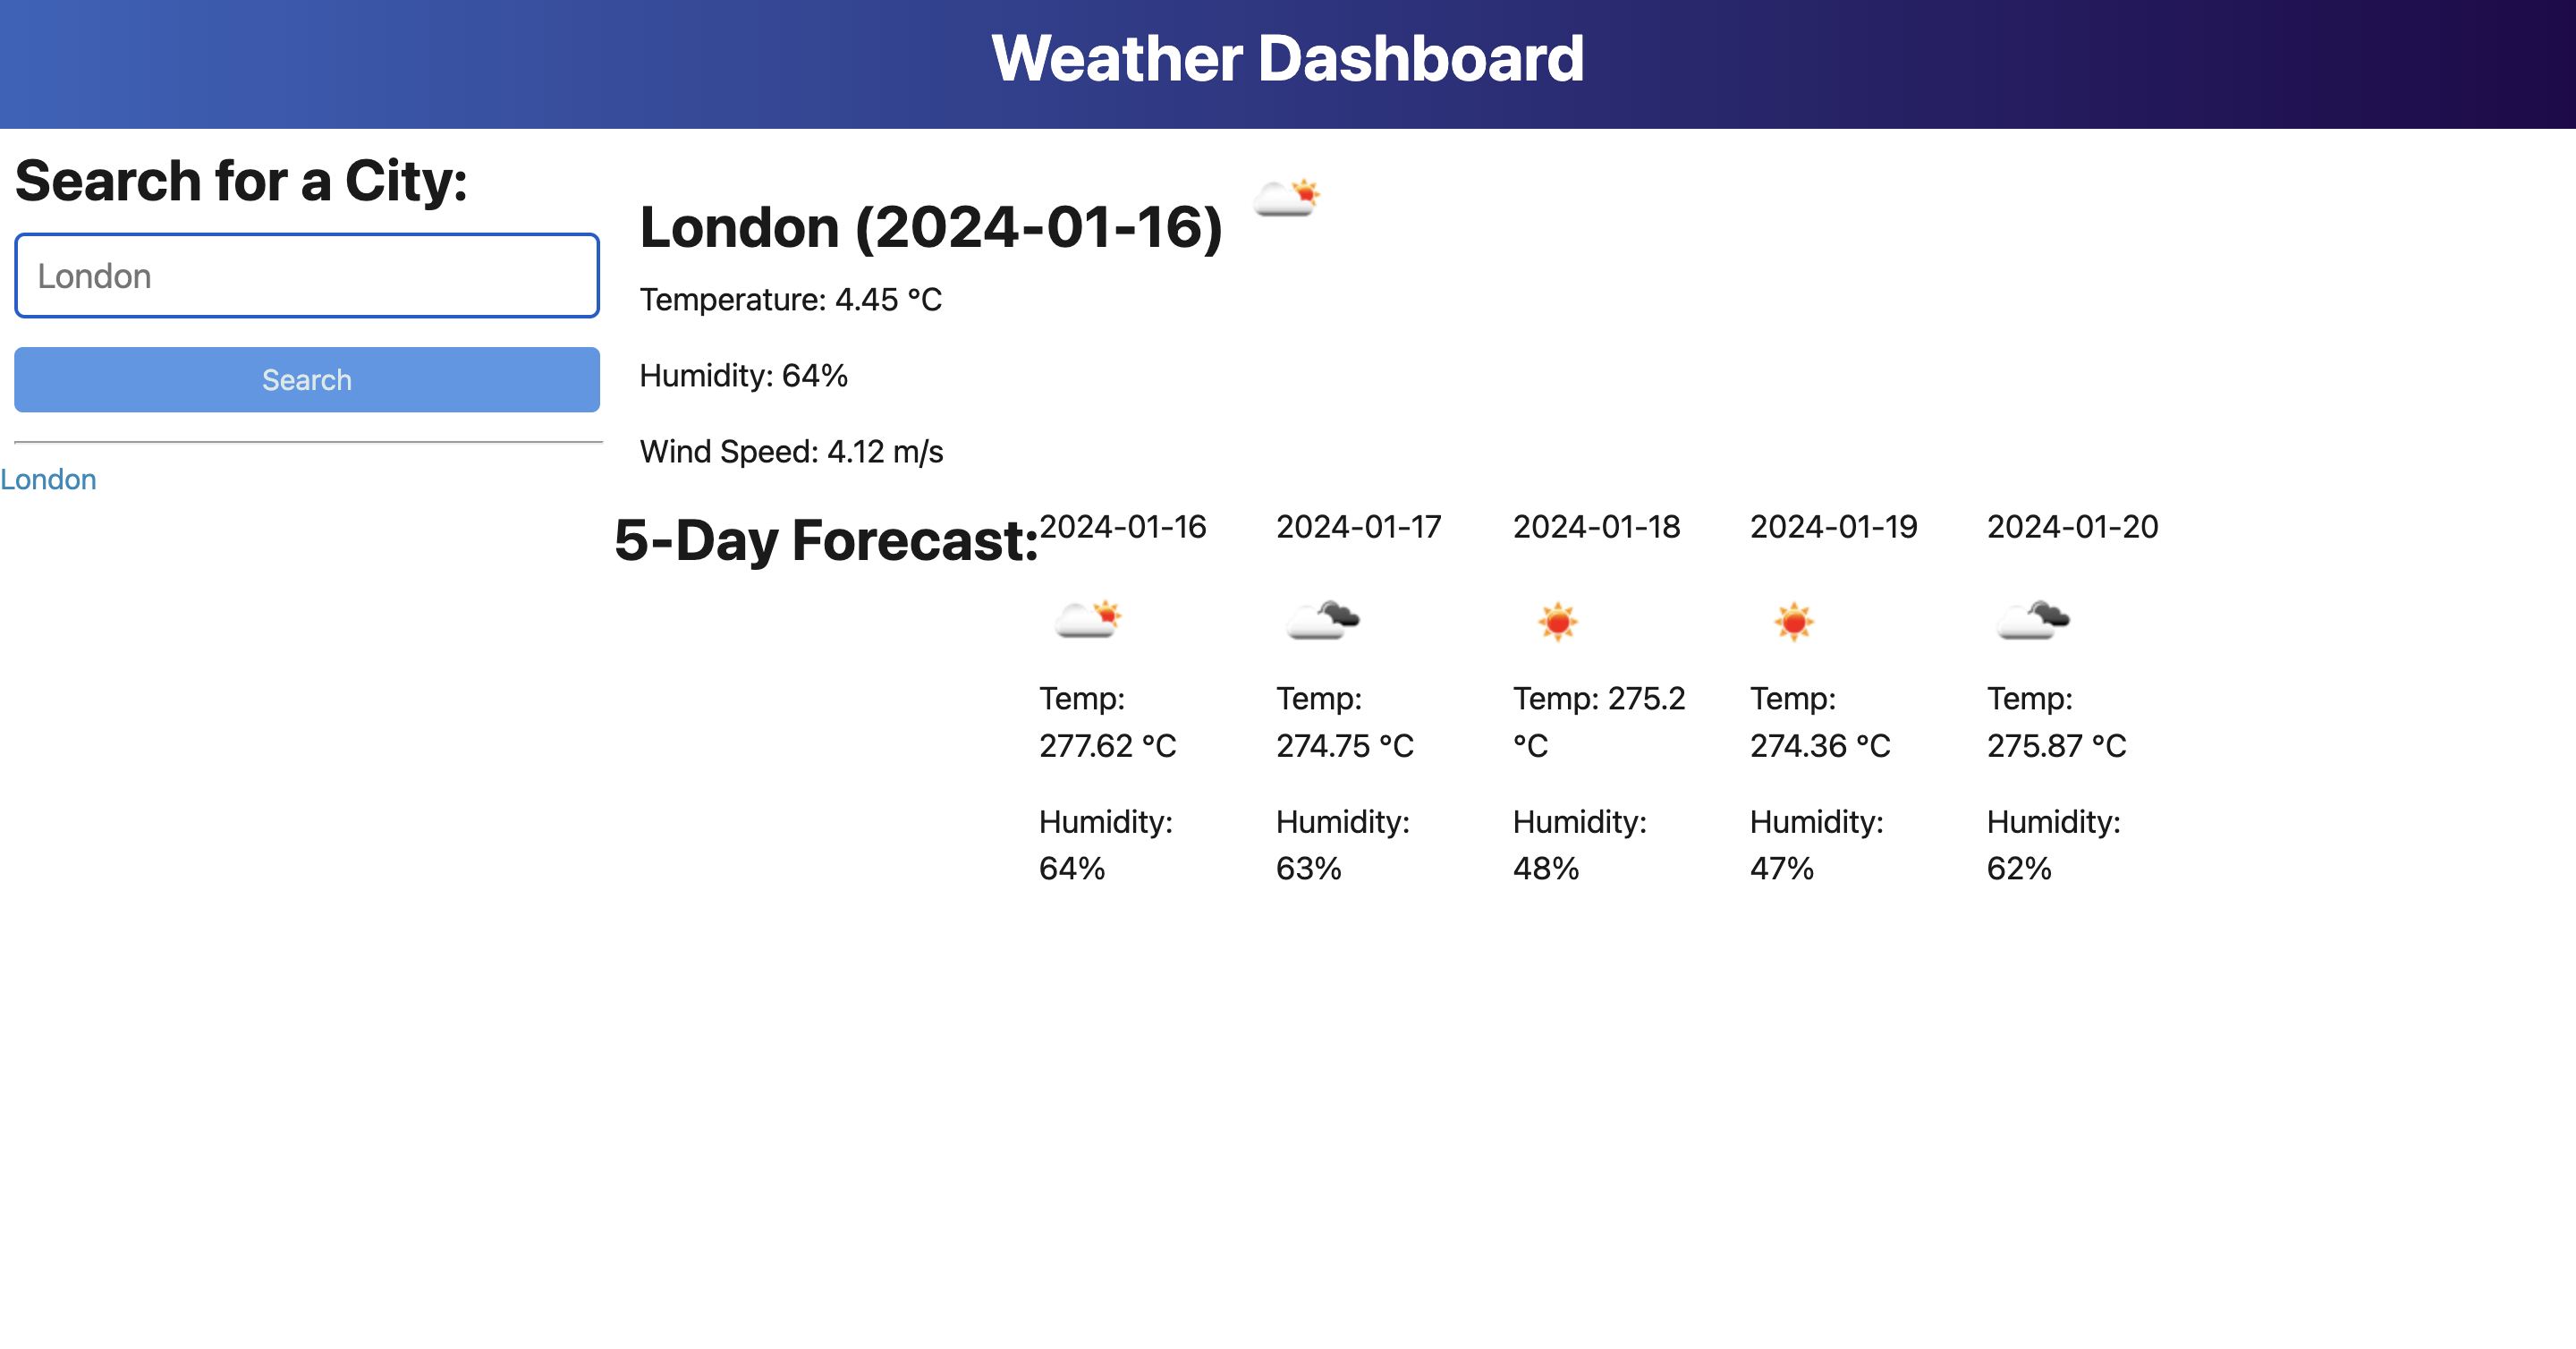 Weather Dashboard
Search for a City:
London
Search
London
London (2024-01-16)
Temperature: 4.45 °C
Humidity: 64%
Wind Speed: 4.12 m/s
5-Day Forecast:
2024-01-16
Temp:
277.62 °C
Humidity:
64%
2024-01-17
Temp:
274.75 °C
Humidity:
63%
2024-01-18
Temp: 275.2
°C
Humidity:
48%
2024-01-19
Temp:
274.36 °C
Humidity:
47%
2024-01-20
Temp:
275.87 °C
Humidity:
62%